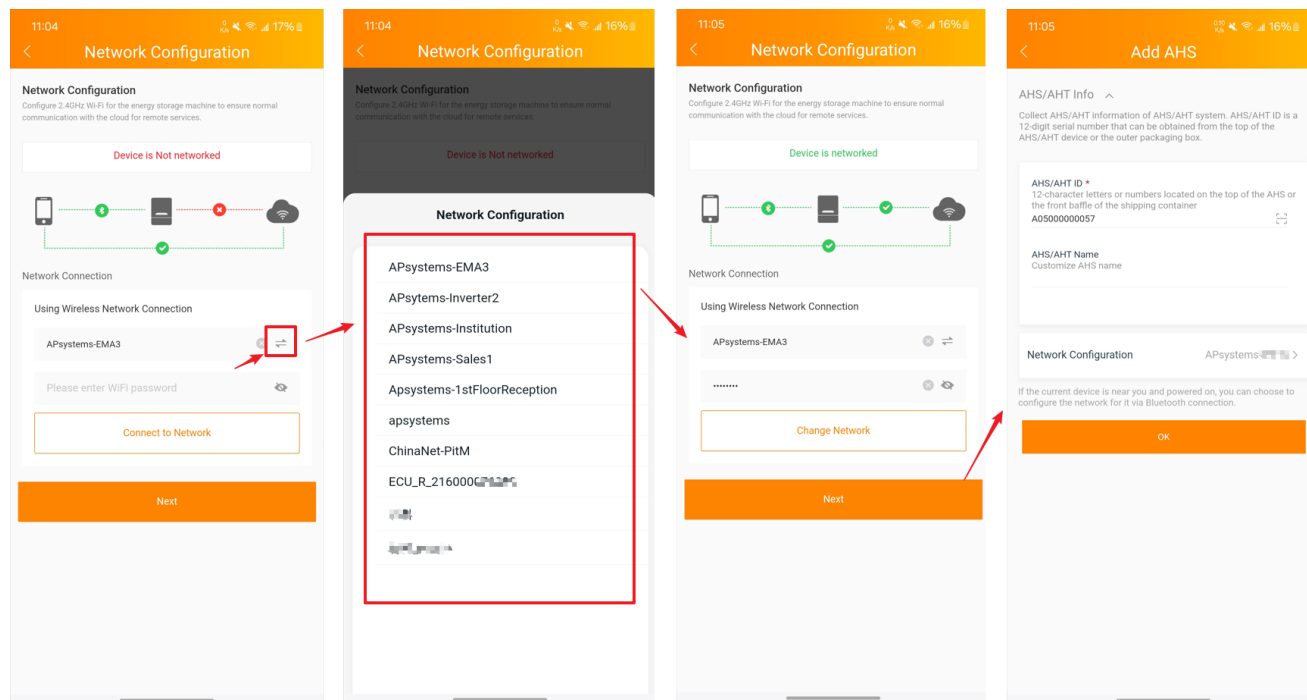 11:04
0 K/s 17%
Network Configuration
Network Configuration
Configure 2.4GHz Wi-Fi for the energy storage machine to ensure normal
communication with the cloud for remote services.
Device is Not networked
Network Connection
Using Wireless Network Connection
APsystems-EMA3
Please enter WiFi password
Connect to Network
Next
11:04
0 K/s 16%
Network Configuration
Network Configuration
Configure 2.4GHz Wi-Fi for the energy storage machine to ensure normal
communication with the cloud for remote services.
Device is Not networked
Network Configuration
APsystems-EMA3
APsytems-Inverter2
APsystems-Institution
APsystems-Sales1
Apsystems-1stFloorReception
apsystems
ChinaNet-PitM
ECU_R_216000
11:05
0 K/s 16%
Network Configuration
Network Configuration
Configure 2.4GHz Wi-Fi for the energy storage machine to ensure normal
communication with the cloud for remote services.
Device is networked
Network Connection
Using Wireless Network Connection
APsystems-EMA3
••••••••
Change Network
Next
11:05
0.10 K/s 16%
Add AHS
AHS/AHT Info
Collect AHS/AHT information of AHS/AHT system. AHS/AHT ID is a
12-digit serial number that can be obtained from the top of the
AHS/AHT device or the outer packaging box.
AHS/AHT ID *
12-character letters or numbers located on the top of the AHS or
the front baffle of the shipping container
A05000000057
AHS/AHT Name
Customize AHS name
Network Configuration APsystems
If the current device is near you and powered on, you can choose to
configure the network for it via Bluetooth connection.
OK